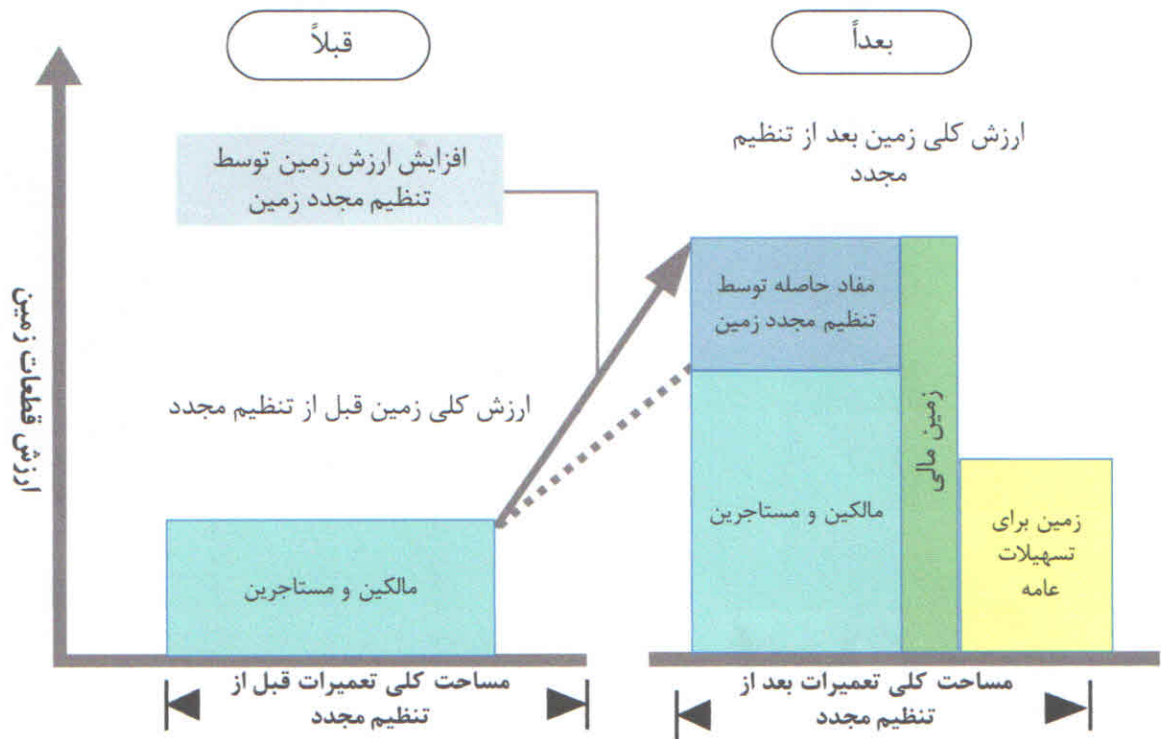 قبلاً
بعداً
ارزش کلی زمین بعد از تنظیم
مجدد
افزایش ارزش زمین توسط
تنظیم مجدد زمین
مفاد حاصله توسط
تنظیم مجدد زمین
ارزش قطعات زمین
ارزش کلی زمین قبل از تنظیم مجدد
زمین مالی
مالکین و مستاجرین
مالکین و مستاجرین
زمین برای
تسهیلات
عامه
مساحت کلی تعمیرات قبل از
تنظیم مجدد
مساحت کلی تعمیرات بعد از
تنظیم مجدد